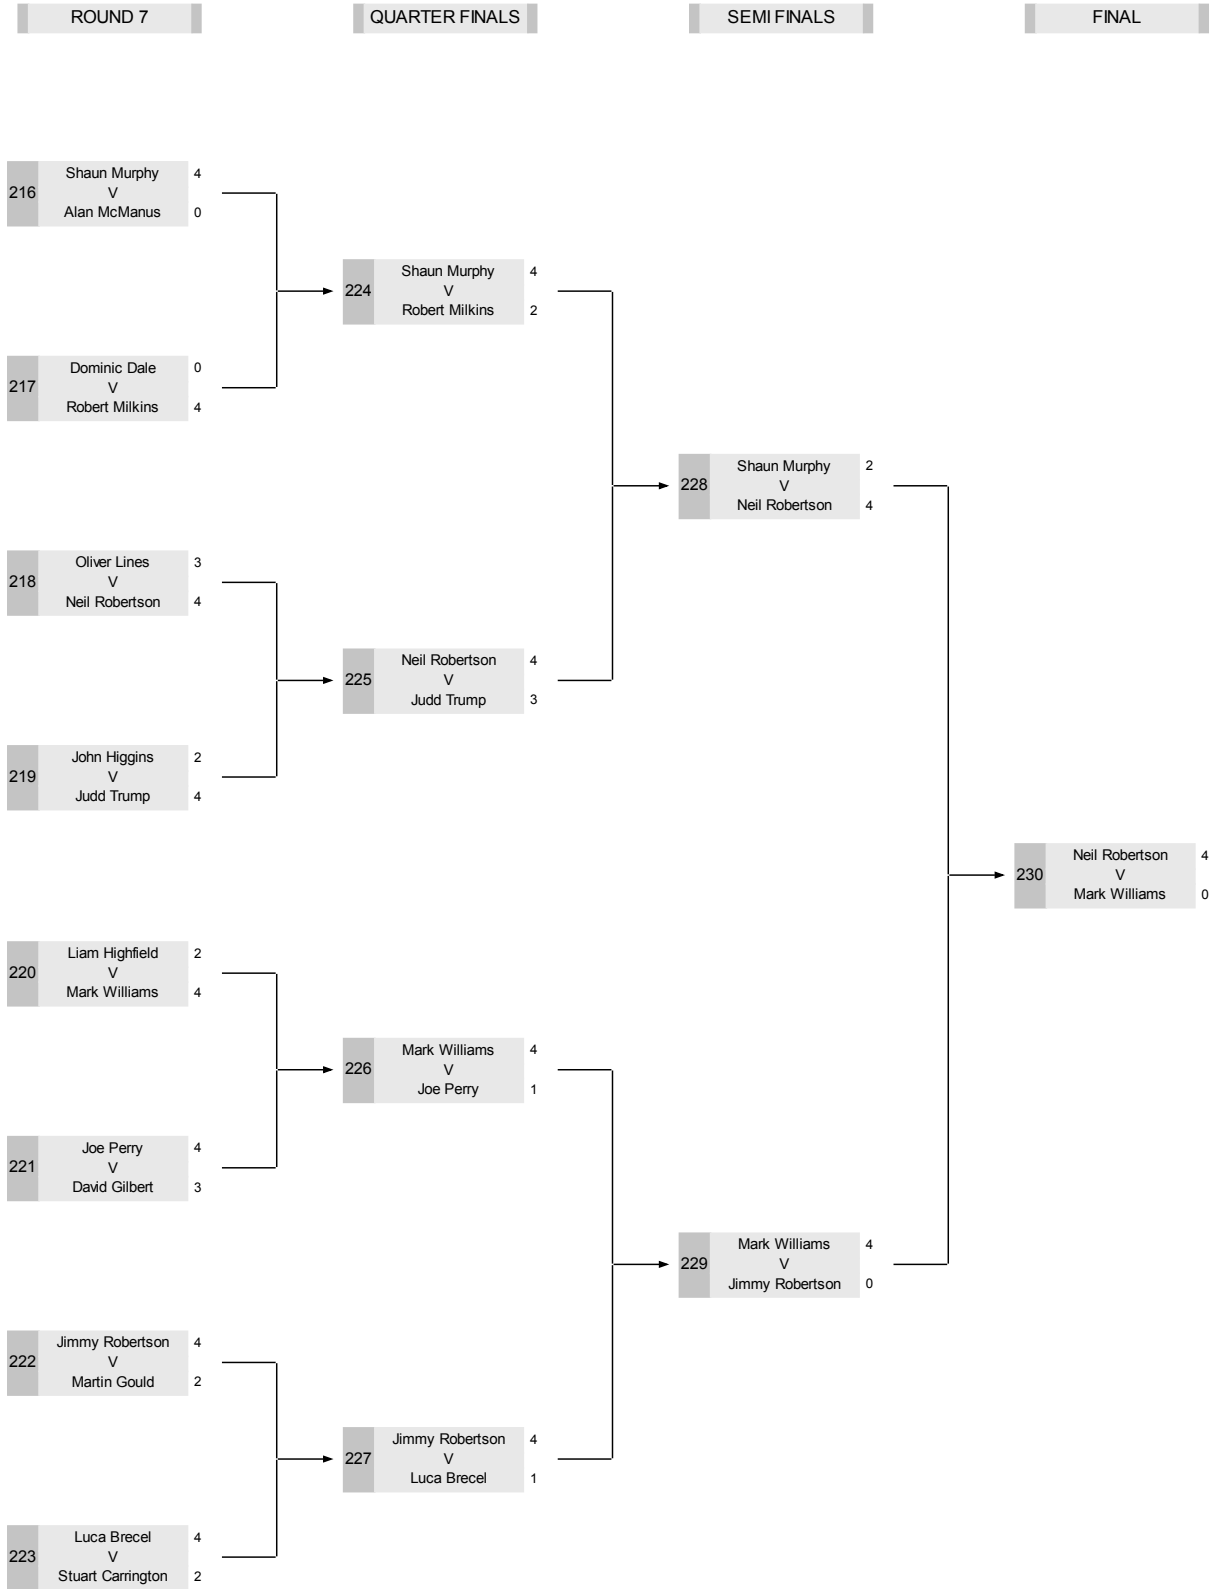 ROUND 7
QUARTER FINALS
SEMI FINALS
FINAL
216
Shaun Murphy 4
V
Alan McManus 0
217
Dominic Dale 0
V
Robert Milkins 4
218
Oliver Lines 3
V
Neil Robertson 4
219
John Higgins 2
V
Judd Trump 4
220
Liam Highfield 2
V
Mark Williams 4
221
Joe Perry 4
V
David Gilbert 3
222
Jimmy Robertson 4
V
Martin Gould 2
223
Luca Brecel 4
V
Stuart Carrington 2
224
Shaun Murphy 4
V
Robert Milkins 2
225
Neil Robertson 4
V
Judd Trump 3
226
Mark Williams 4
V
Joe Perry 1
227
Jimmy Robertson 4
V
Luca Brecel 1
228
Shaun Murphy 2
V
Neil Robertson 4
229
Mark Williams 4
V
Jimmy Robertson 0
230
Neil Robertson 4
V
Mark Williams 0